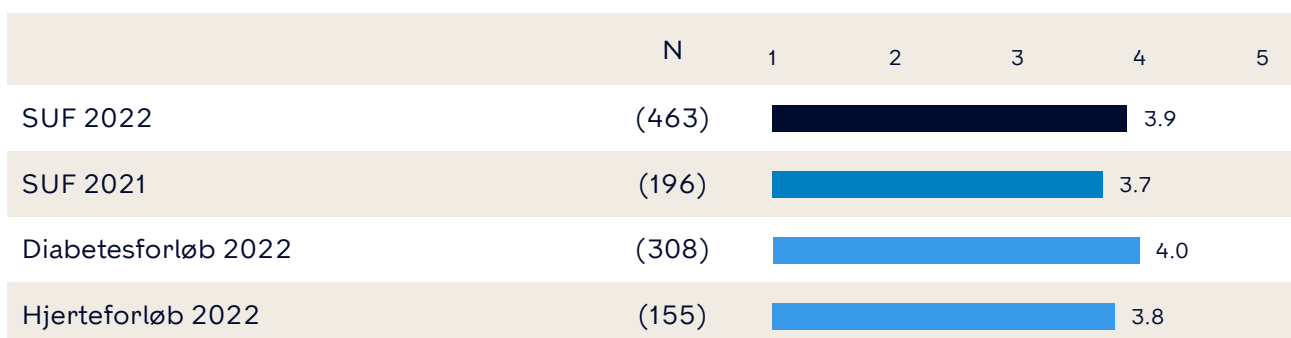 N 1 2 3 4 5
SUF 2022 (463) 3.9
SUF 2021 (196) 3.7
Diabetesforløb 2022 (308) 4.0
Hjerteforløb 2022 (155) 3.8